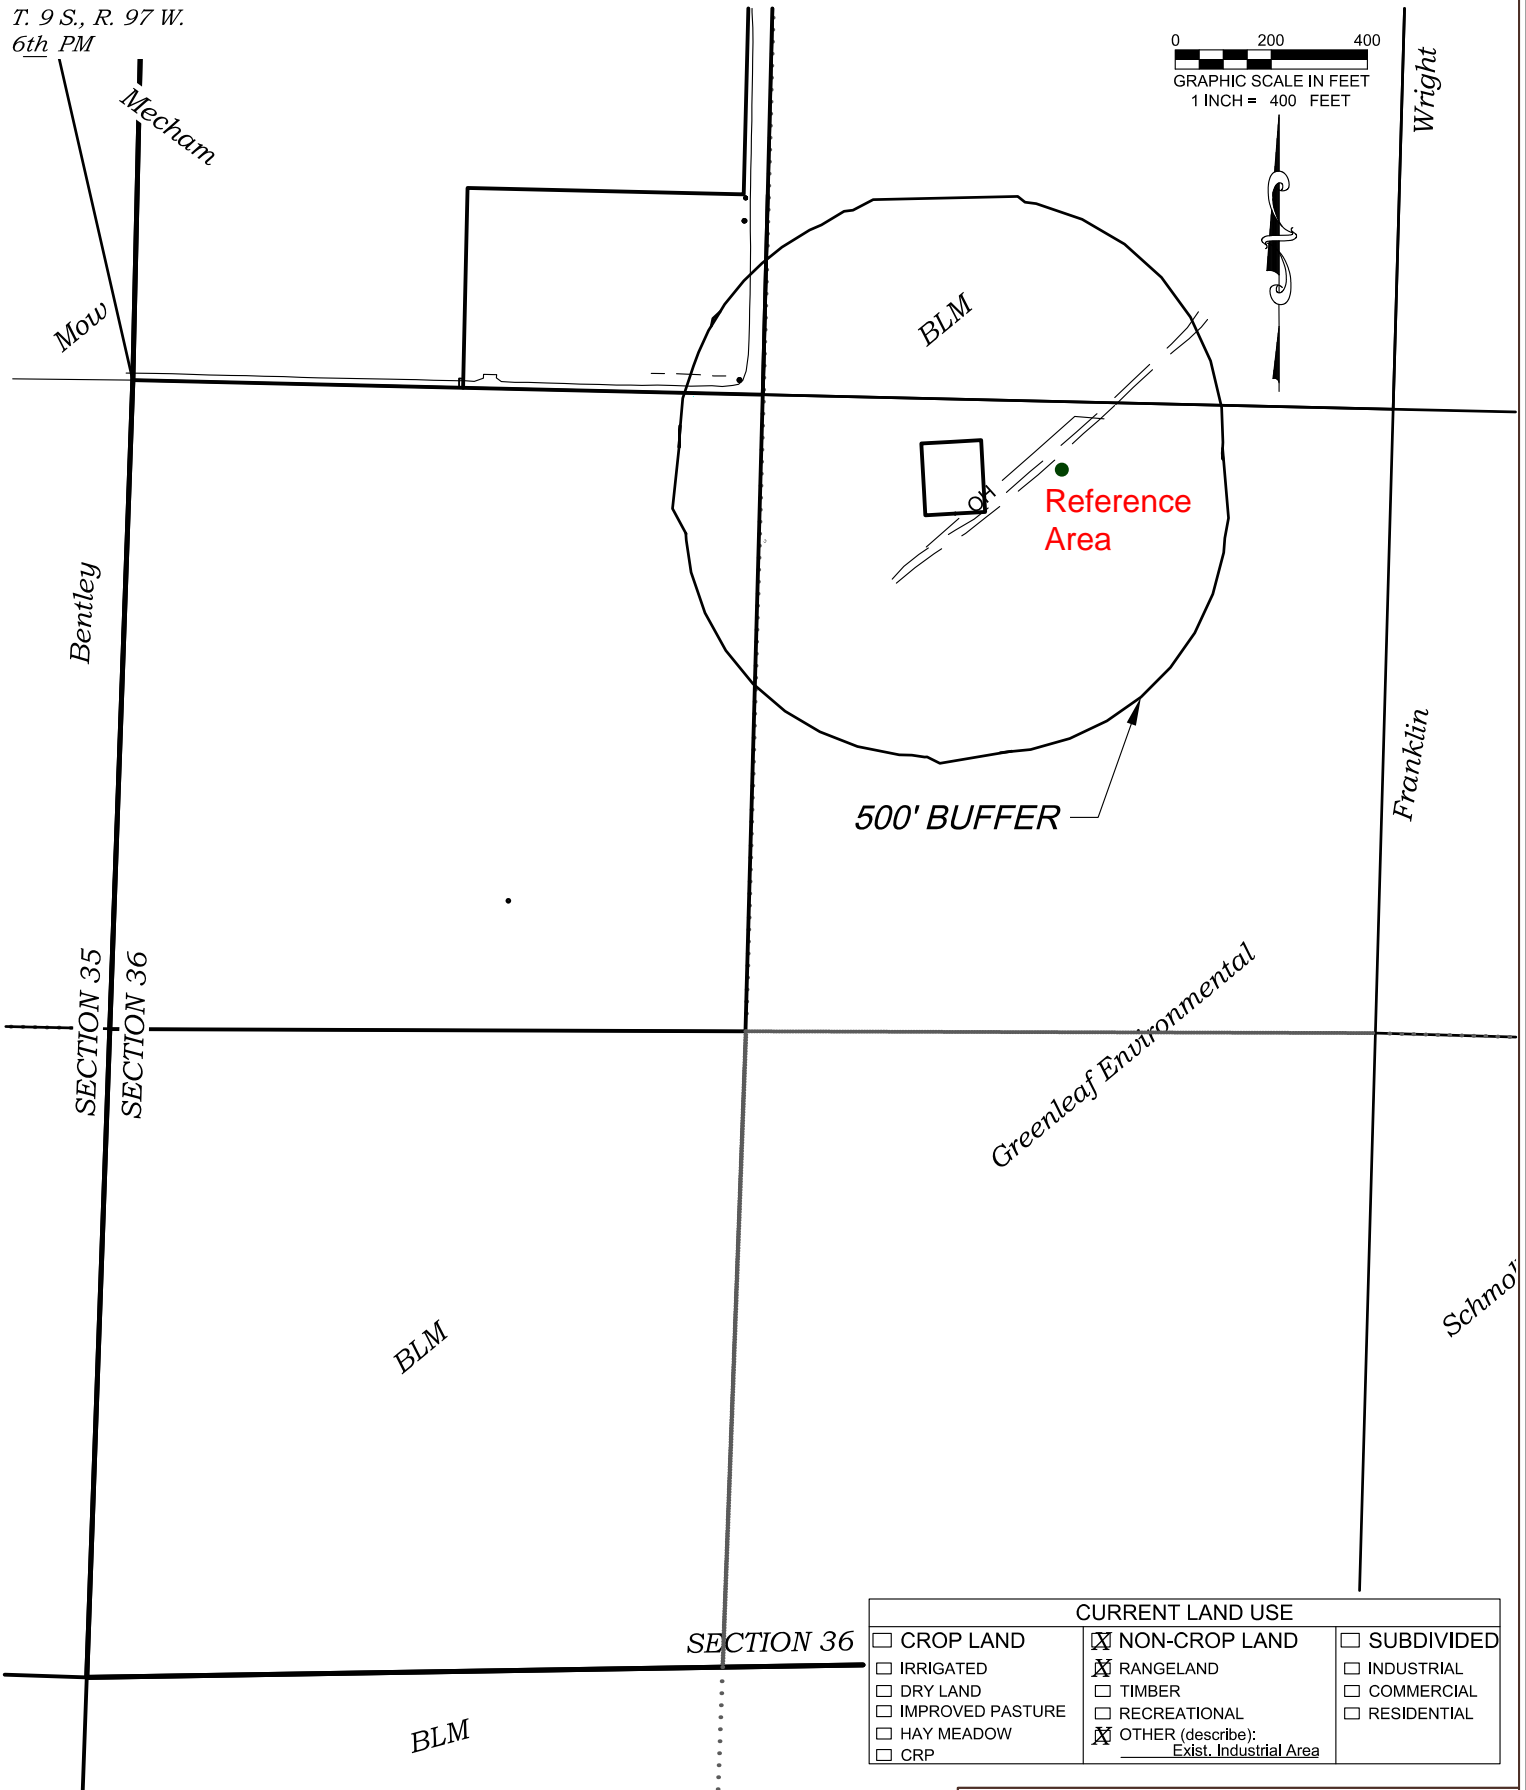 T. 9 S., R. 97 W.
6th PM
Mecham
0 200 400
GRAPHIC SCALE IN FEET
1 INCH = 400 FEET
Wright
Mow
BLM
OH
Reference
Area
Bentley
Franklin
500' BUFFER
SECTION 35
SECTION 36
Greenleaf Environmental
BLM
SECTION 36
BLM
CURRENT LAND USE
CROP LAND
IRRIGATED
DRY LAND
IMPROVED PASTURE
HAY MEADOW
CRP
X NON-CROP LAND
X RANGELAND
TIMBER
RECREATIONAL
X OTHER (describe):
Exist. Industrial Area
SUBDIVIDED
INDUSTRIAL
COMMERCIAL
RESIDENTIAL